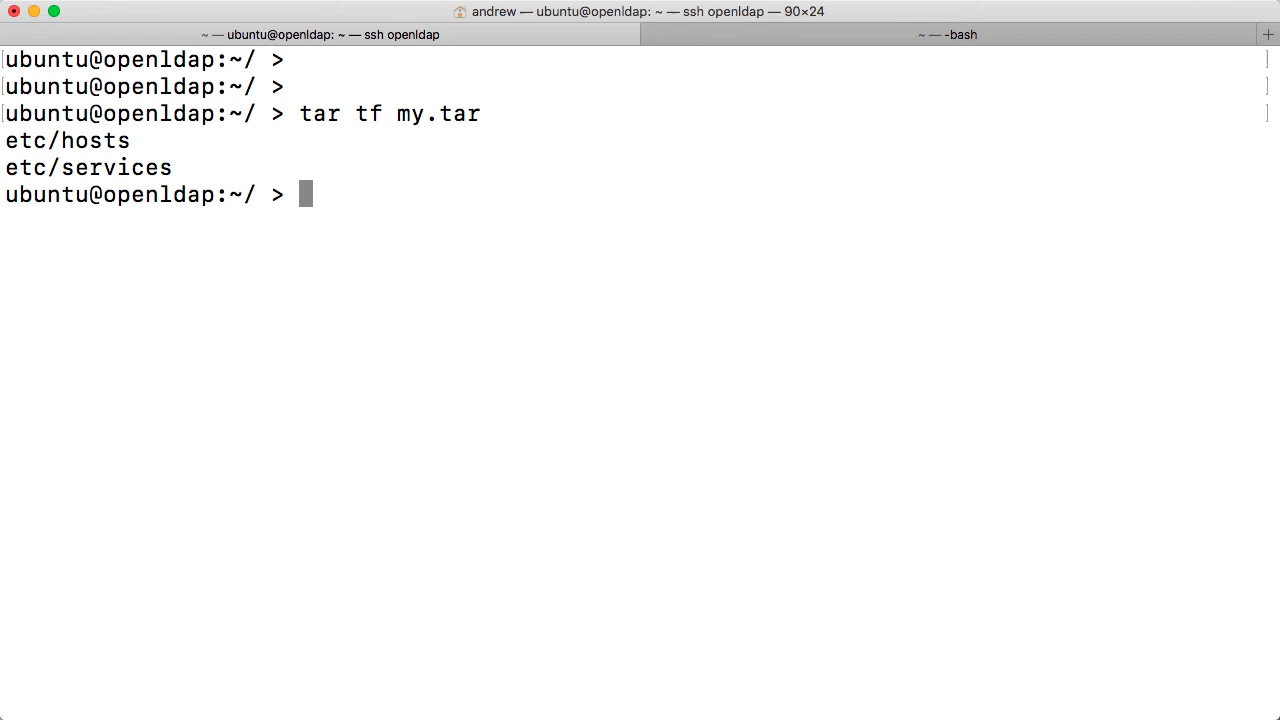 andrew — ubuntu@openldap: ~ — ssh openldap — 90×24
~ — ubuntu@openldap: ~ — ssh openldap
~ — -bash
+
[ubuntu@openldap:~/ > ]
[ubuntu@openldap:~/ > ]
[ubuntu@openldap:~/ > tar tf my.tar ]
etc/hosts
etc/services
ubuntu@openldap:~/ >